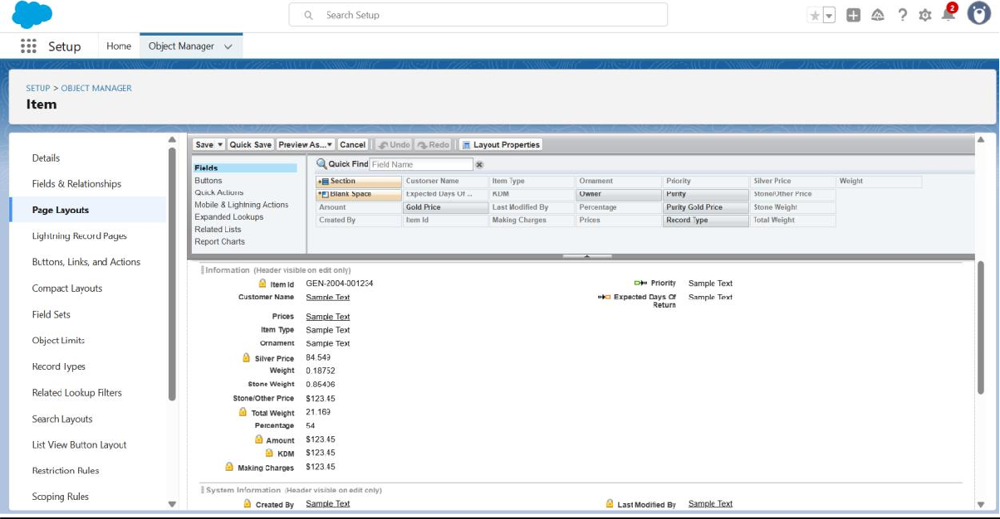 Search Setup
2
Setup
Home
Object Manager
SETUP > OBJECT MANAGER
Item
Details
Fields & Relationships
Page Layouts
Lightning Record Pages
Buttons, Links, and Actions
Compact Layouts
Field Sets
Object Limits
Record Types
Related Lookup Filters
Search Layouts
List View Button Layout
Restriction Rules
Scoping Rules
Save Quick Save Preview As... Cancel Undo Redo Layout Properties
Fields
Buttons
Quick Actions
Mobile & Lightning Actions
Expanded Lookups
Related Lists
Report Charts
Quick Find Field Name
Section Customer Name Item Type Ornament Priority Silver Price Weight
Blank Space Expected Days Of ... KDM Owner Purity Stone/Other Price
Amount Gold Price Last Modified By Percentage Purity Gold Price Stone Weight
Created By Item Id Making Charges Prices Record Type Total Weight
Information (Header visible on edit only)
Item Id GEN-2004-001234 Priority Sample Text
Customer Name Sample Text Expected Days Of Return Sample Text
Prices Sample Text
Item Type Sample Text
Ornament Sample Text
Silver Price 84.549
Weight 0.18752
Stone Weight 0.85406
Stone/Other Price $123.45
Total Weight 21.169
Percentage 54
Amount $123.45
KDM $123.45
Making Charges $123.45
System Information (Header visible on edit only)
Created By Sample Text Last Modified By Sample Text